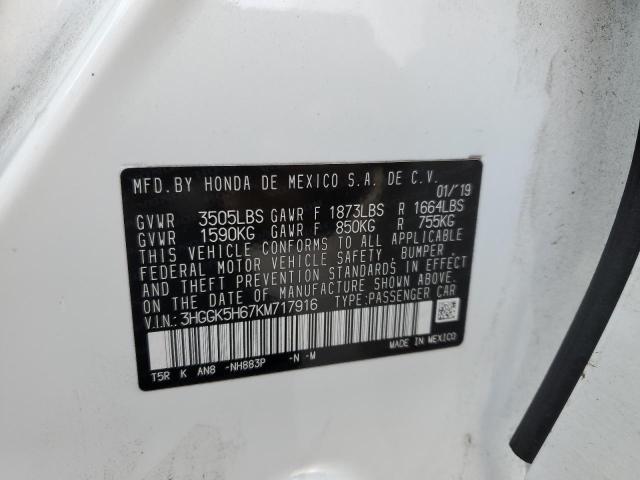 MFD. BY HONDA DE MEXICO S.A. DE C.V.
01/'19
GVWR 3505LBS GAWR F 1873LBS R 1664LBS
GVWR 1590KG GAWR F 850KG R 755KG
THIS VEHICLE CONFORMS TO ALL APPLICABLE
FEDERAL MOTOR VEHICLE SAFETY, BUMPER,
AND THEFT PREVENTION STANDARDS IN EFFECT
ON THE DATE OF MANUFACTURE SHOWN ABOVE.
V.I.N.: 3HGGK5H67KM717916 TYPE: PASSENGER CAR
MADE IN MEXICO
T5R K AN8 -NH883P -N -M